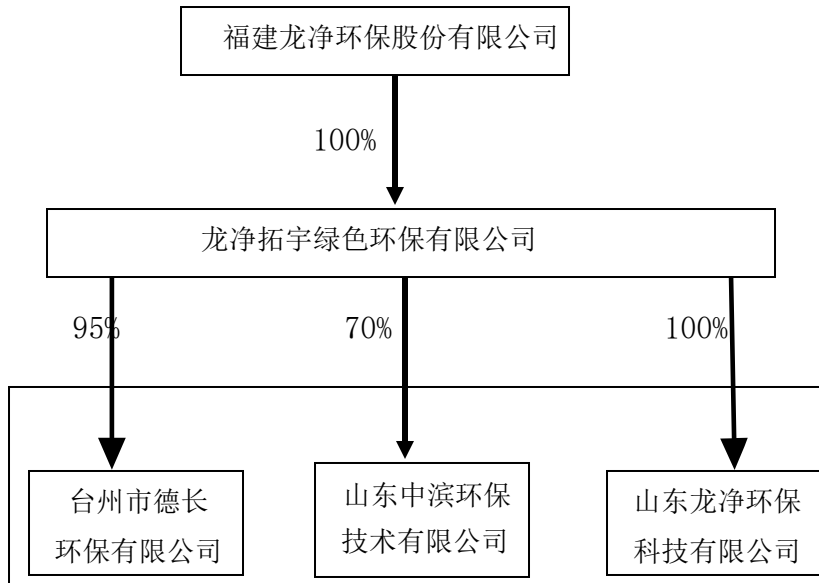 福建龙净环保股份有限公司
100%
龙净拓宇绿色环保有限公司
95%
70%
100%
台州市德长
环保有限公司
山东中滨环保
技术有限公司
山东龙净环保
科技有限公司